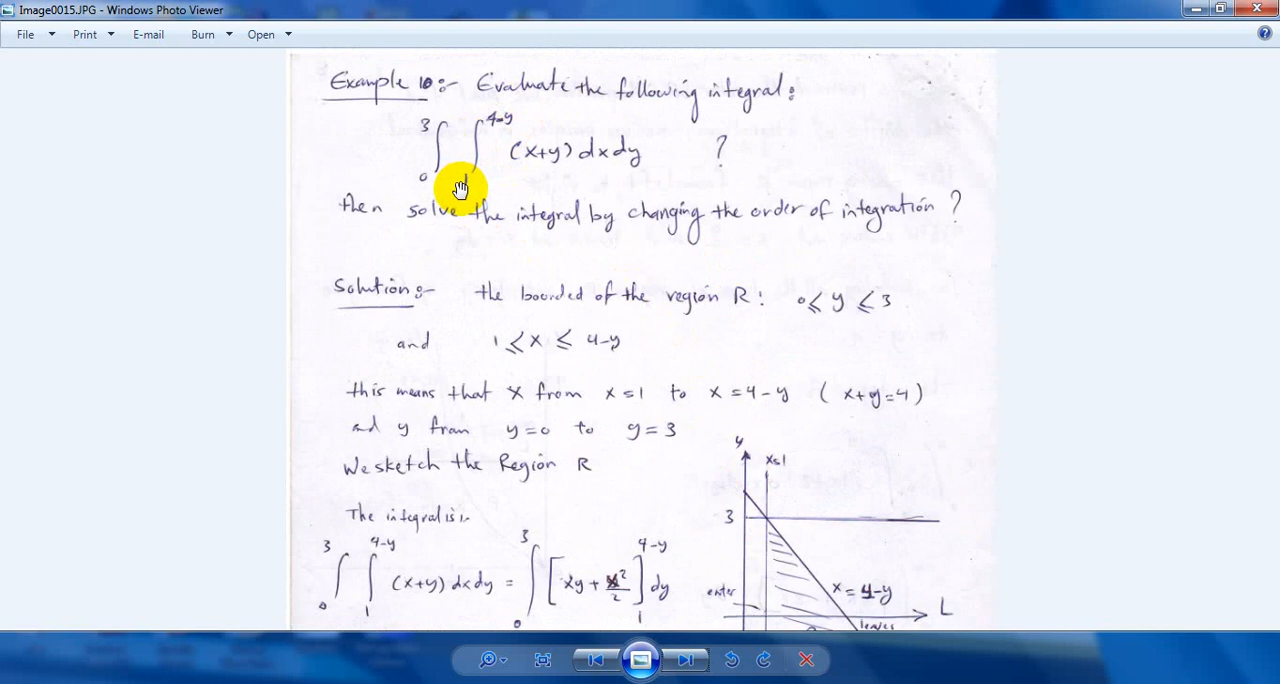 Image0015.JPG - Windows Photo Viewer
File Print E-mail Burn Open
Example 10:- Evaluate the following integral:
3 4-y
∫ ∫ (x+y) dx dy ?
0 1
then solve the integral by changing the order of integration ?
Solution:- the bounded of the region R: 0 ≤ y ≤ 3
and 1 ≤ x ≤ 4-y
this means that x from x=1 to x=4-y (x+y=4)
and y from y=0 to y=3
We sketch the Region R
y
x=1
3
The integral is:
3 4-y 3 4-y
∫ ∫ (x+y) dx dy = ∫ [xy + x²/2] dy
0 1 0 1
x=4-y
enter
L
leaves